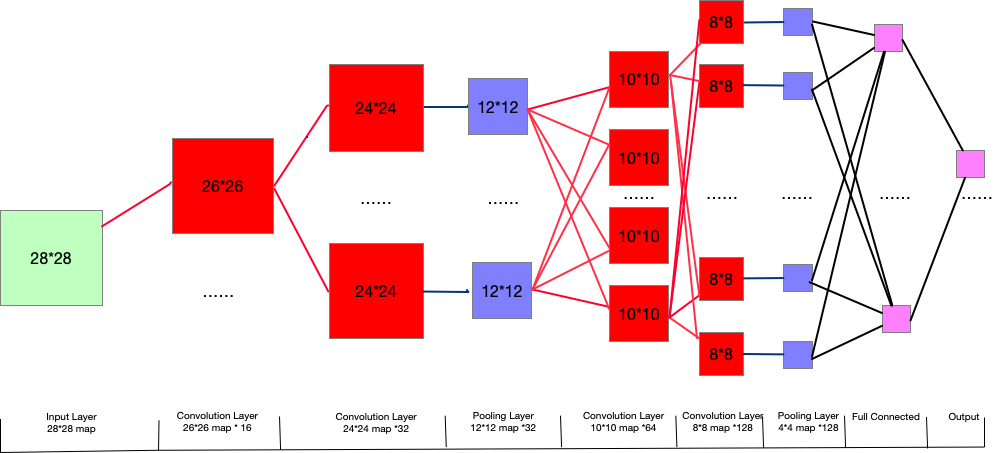 8*8
10*10
8*8
24*24
12*12
10*10
26*26
......
......
......
......
......
......
......
28*28
10*10
......
24*24
12*12
8*8
10*10
8*8
Input Layer
28*28 map
Convolution Layer
26*26 map * 16
Convolution Layer
24*24 map *32
Pooling Layer
12*12 map *32
Convolution Layer
10*10 map *64
Convolution Layer
8*8 map *128
Pooling Layer
4*4 map *128
Full Connected
Output